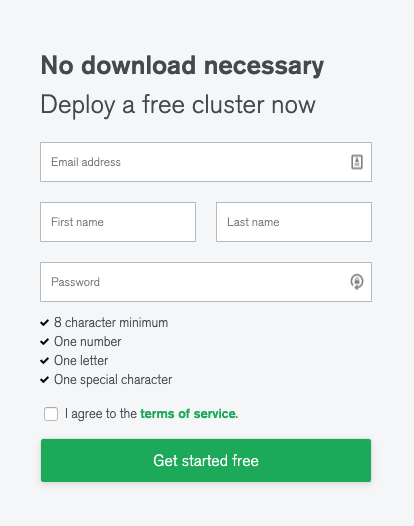 No download necessary
Deploy a free cluster now
Email address
First name
Last name
Password
8 character minimum
One number
One letter
One special character
I agree to the terms of service.
Get started free